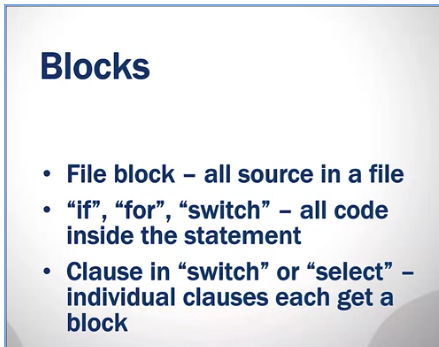 Blocks
• File block – all source in a file
• “if”, “for”, “switch” – all code
inside the statement
• Clause in “switch” or “select” –
individual clauses each get a
block